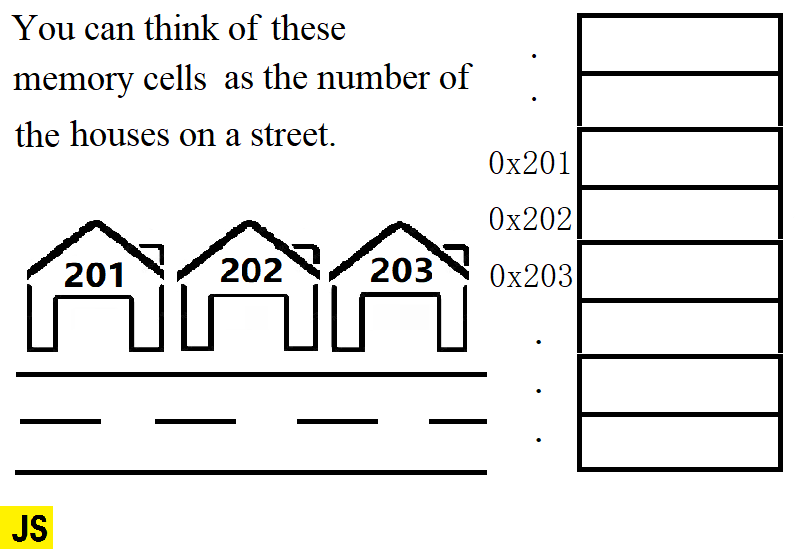 You can think of these
memory cells as the number of
the houses on a street.
201 202 203
.
.
0x201
0x202
0x203
.
.
.
JS